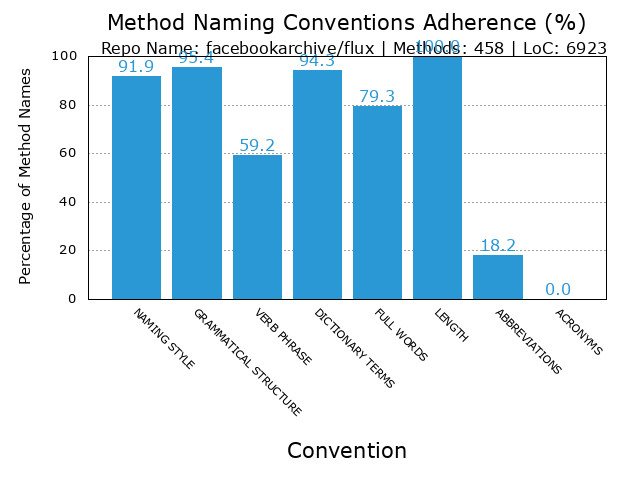 Method Naming Conventions Adherence (%)
Repo Name: facebookarchive/flux | Methods: 458 | LoC: 6923
100
80
60
40
20
0
Percentage of Method Names
91.9
95.4
59.2
94.3
79.3
100.0
18.2
0.0
NAMING STYLE
GRAMMATICAL STRUCTURE
VERB PHRASE
DICTIONARY TERMS
FULL WORDS
LENGTH
ABBREVIATIONS
ACRONYMS
Convention